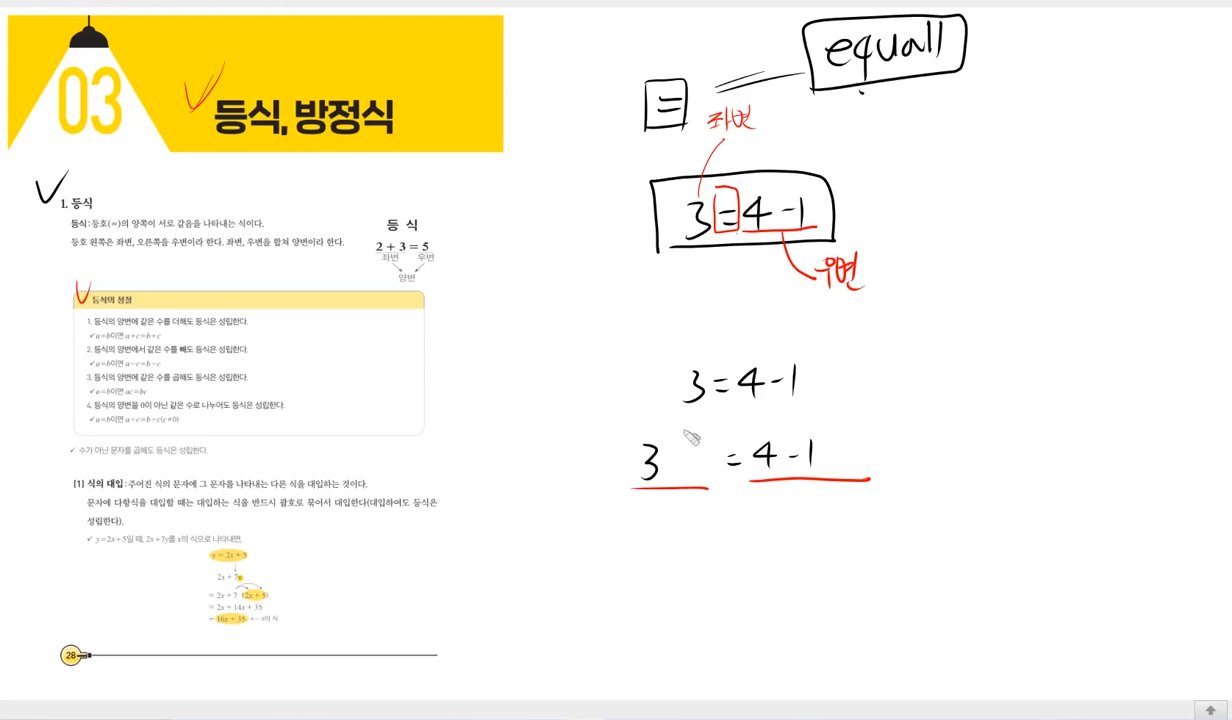 03
등식, 방정식
1. 등식
등식 : 등호(=)의 양쪽이 서로 같음을 나타내는 식이다.
등호 왼쪽은 좌변, 오른쪽을 우변이라 한다. 좌변, 우변을 합쳐 양변이라 한다.
등 식
2 + 3 = 5
좌변 우변
양변
등식의 성질
1. 등식의 양변에 같은 수를 더해도 등식은 성립한다.
✓ a=b이면 a+c=b+c
2. 등식의 양변에서 같은 수를 빼도 등식은 성립한다.
✓ a=b이면 a−c=b−c
3. 등식의 양변에 같은 수를 곱해도 등식은 성립한다.
✓ a=b이면 ac=bc
4. 등식의 양변을 0이 아닌 같은 수로 나누어도 등식은 성립한다.
✓ a=b이면 a÷c=b÷c(c≠0)
✓ 수가 아닌 문자를 곱해도 등식은 성립한다.
(1) 식의 대입 : 주어진 식의 문자에 그 문자를 나타내는 다른 식을 대입하는 것이다.
문자에 다항식을 대입할 때는 대입하는 식을 반드시 괄호로 묶어서 대입한다(대입하여도 등식은
성립한다).
✓ y=2x+5일 때, 2x+7y를 x의 식으로 나타내면,
y = 2x + 5
2x + 7y
= 2x + 7 (2x + 5)
= 2x + 14x + 35
= 16x + 35 ← x의 식
28
equall
=
좌변
3 = 4 - 1
우변
3 = 4 - 1
3 = 4 - 1